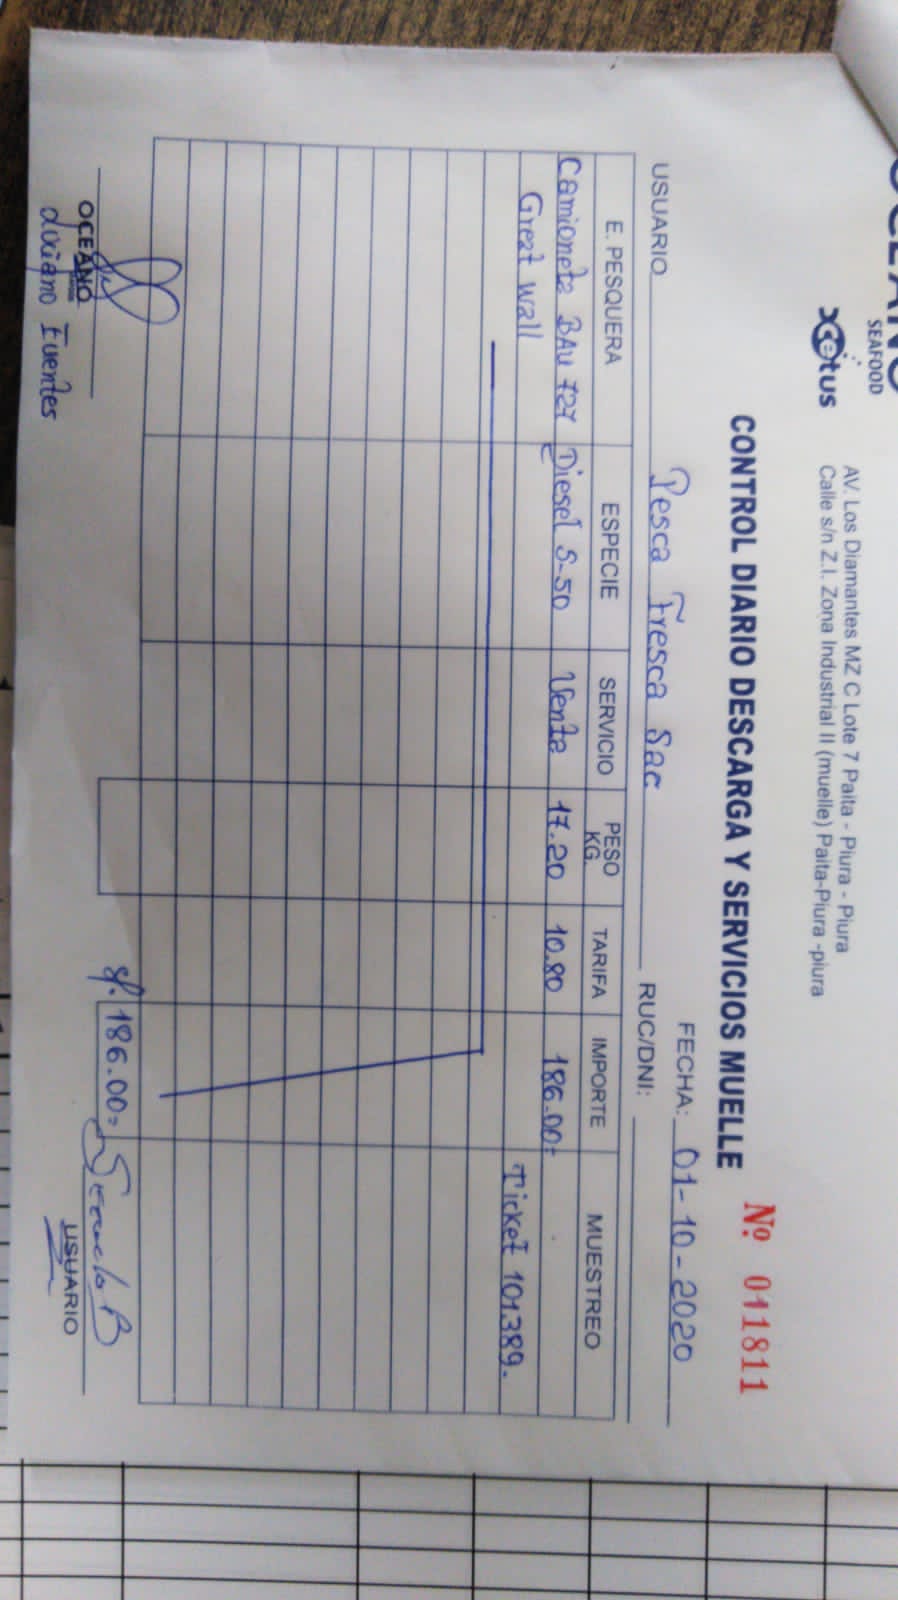 OCEANO
SEAFOOD
cetus
AV. Los Diamantes MZ C Lote 7 Paita - Piura - Piura
Calle s/n Z.I. Zona Industrial II (muelle) Paita-Piura -piura
CONTROL DIARIO DESCARGA Y SERVICIOS MUELLE
Nº 011811
FECHA: 01-10-2020
USUARIO Pesca Fresca Sac RUC/DNI:
E. PESQUERA ESPECIE SERVICIO PESO KG. TARIFA IMPORTE MUESTREO
Camioneta BAU 727 Diesel S-50 Venta 17.20 10.80 186.00=
Great Wall Ticket 101389.
S/. 186.00=
OCEANO
Luciano Fuentes
USUARIO